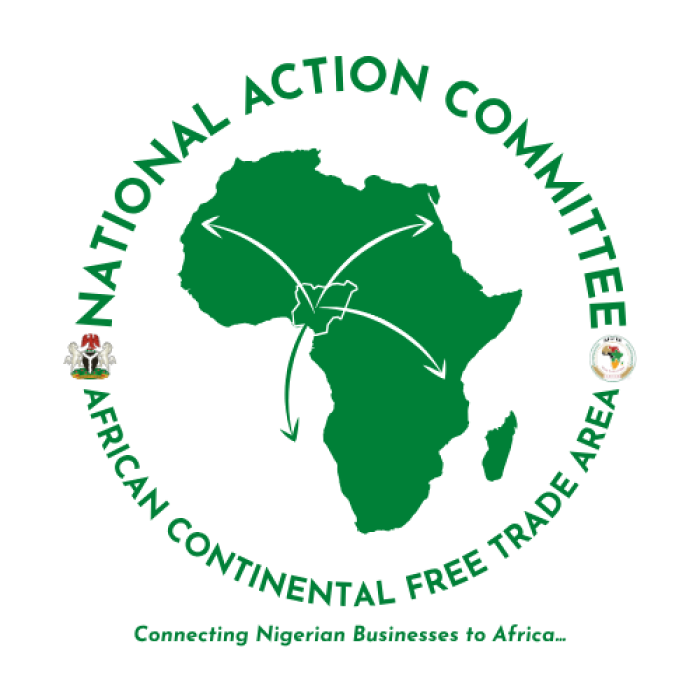 NATIONAL ACTION COMMITTEE
AFRICAN CONTINENTAL FREE TRADE AREA
Connecting Nigerian Businesses to Africa...